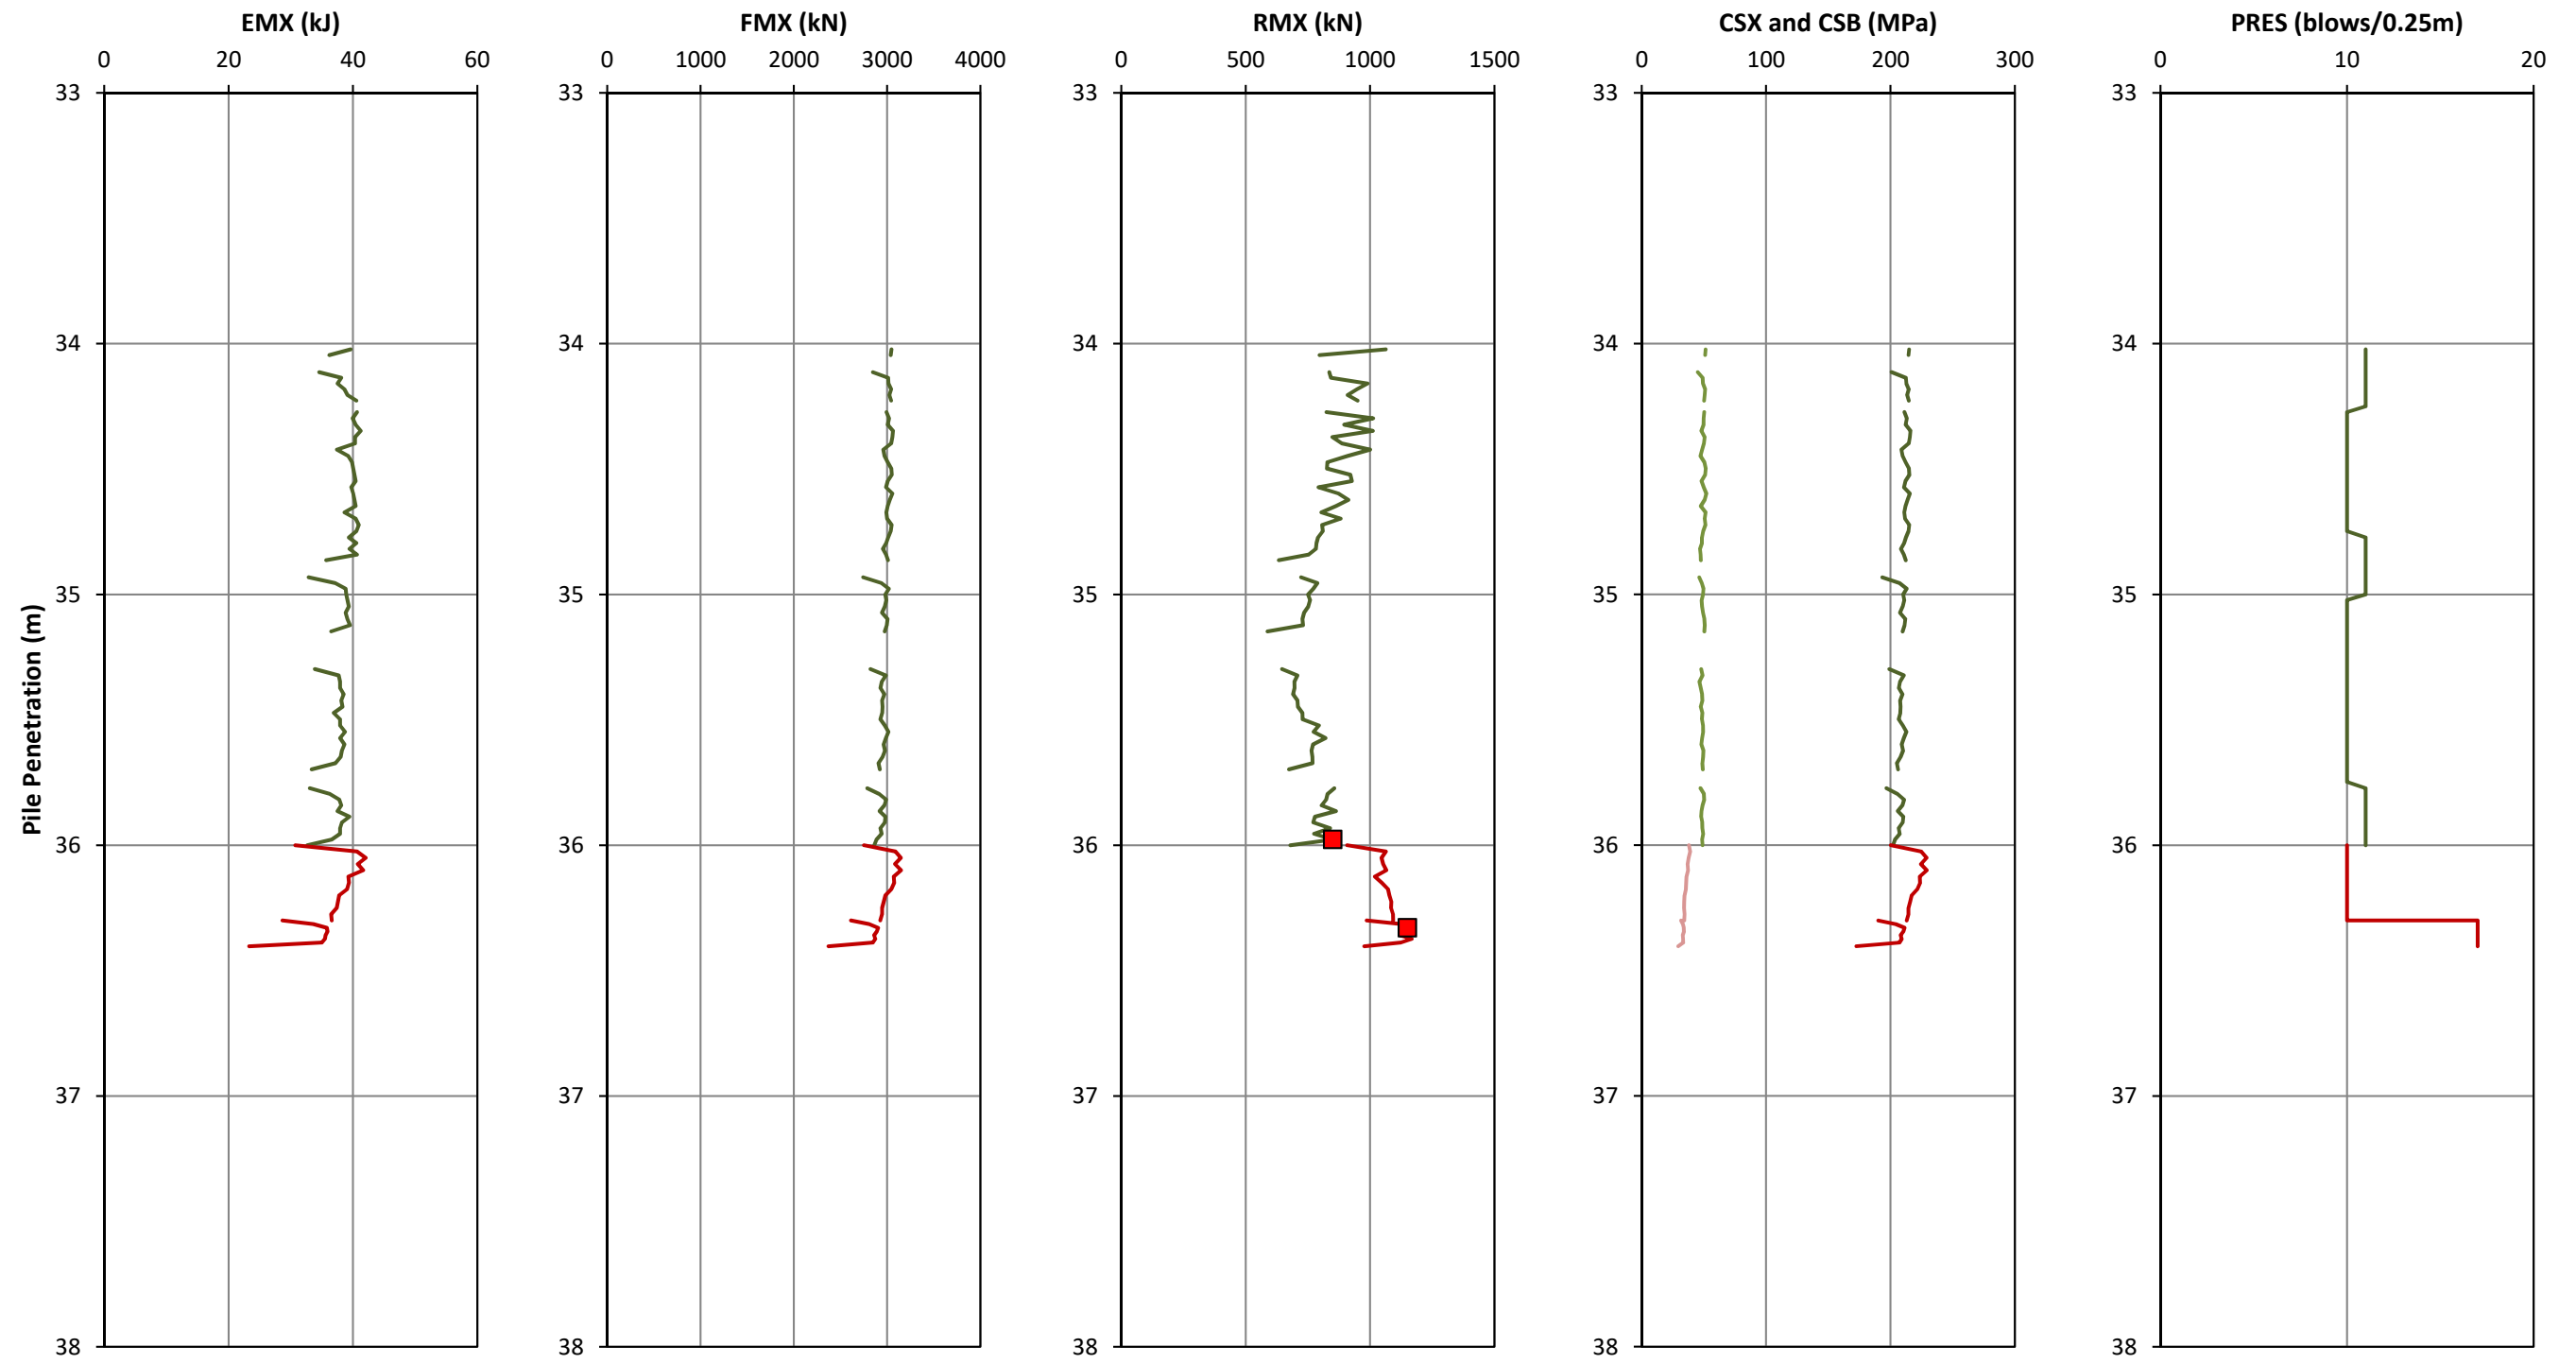 EMX (kJ) FMX (kN) RMX (kN) CSX and CSB (MPa) PRES (blows/0.25m)
0 20 40 60 0 1000 2000 3000 4000 0 500 1000 1500 0 100 200 300 0 10 20
33 33 33 33 33
34 34 34 34 34
35 35 35 35 35
Pile Penetration (m)
36 36 36 36 36
37 37 37 37 37
38 38 38 38 38